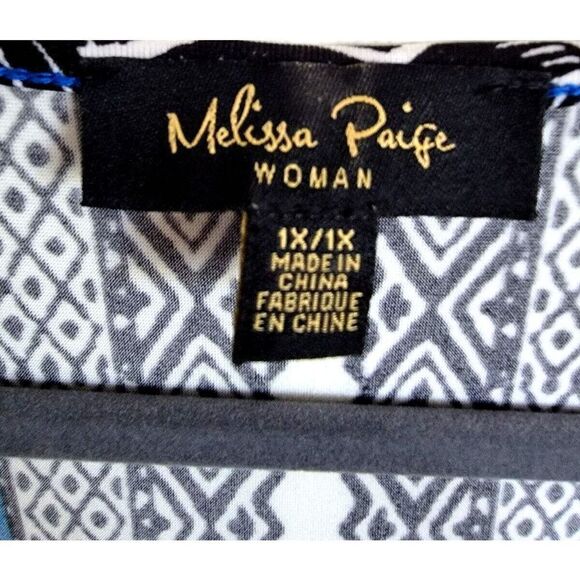 Melissa Paige
WOMAN
1X/1X
MADE IN
CHINA
FABRIQUE
EN CHINE